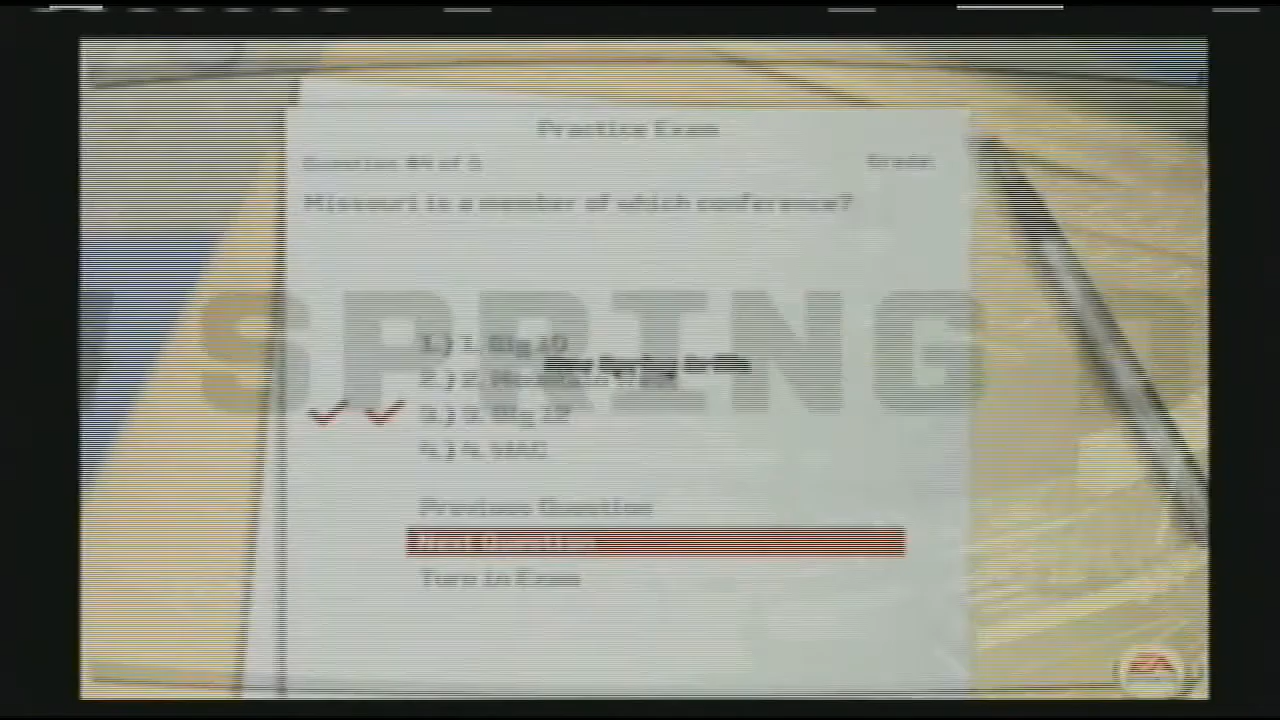 Practice Exam
Question #4 of 5
Grade:
Missouri is a member of which conference?
SPRING
1.) 1. Big 10
2.) 2. Mountain West
3.) 3. Big 12
4.) 4. WAC
Previous Question
Next Question
Turn in Exam